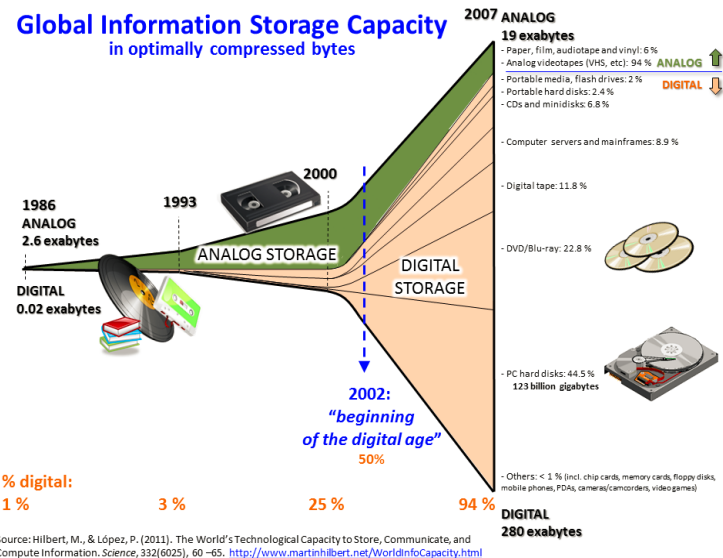 Global Information Storage Capacity
in optimally compressed bytes
2007 ANALOG
19 exabytes
- Paper, film, audiotape and vinyl: 6 %
- Analog videotapes (VHS, etc): 94 % ANALOG
- Portable media, flash drives: 2 % DIGITAL
- Portable hard disks: 2.4 %
- CDs and minidisks: 6.8 %
- Computer servers and mainframes: 8.9 %
- Digital tape: 11.8 %
- DVD/Blu-ray: 22.8 %
- PC hard disks: 44.5 %
123 billion gigabytes
- Others: < 1 % (incl. chip cards, memory cards, floppy disks,
mobile phones, PDAs, cameras/camcorders, video games)
DIGITAL
280 exabytes
1986
ANALOG
2.6 exabytes
DIGITAL
0.02 exabytes
1993
2000
ANALOG STORAGE
DIGITAL
STORAGE
2002:
“beginning
of the digital age”
50%
% digital:
1 % 3 % 25 % 94 %
Source: Hilbert, M., & López, P. (2011). The World’s Technological Capacity to Store, Communicate, and
Compute Information. Science, 332(6025), 60 –65. http://www.martinhilbert.net/WorldInfoCapacity.html